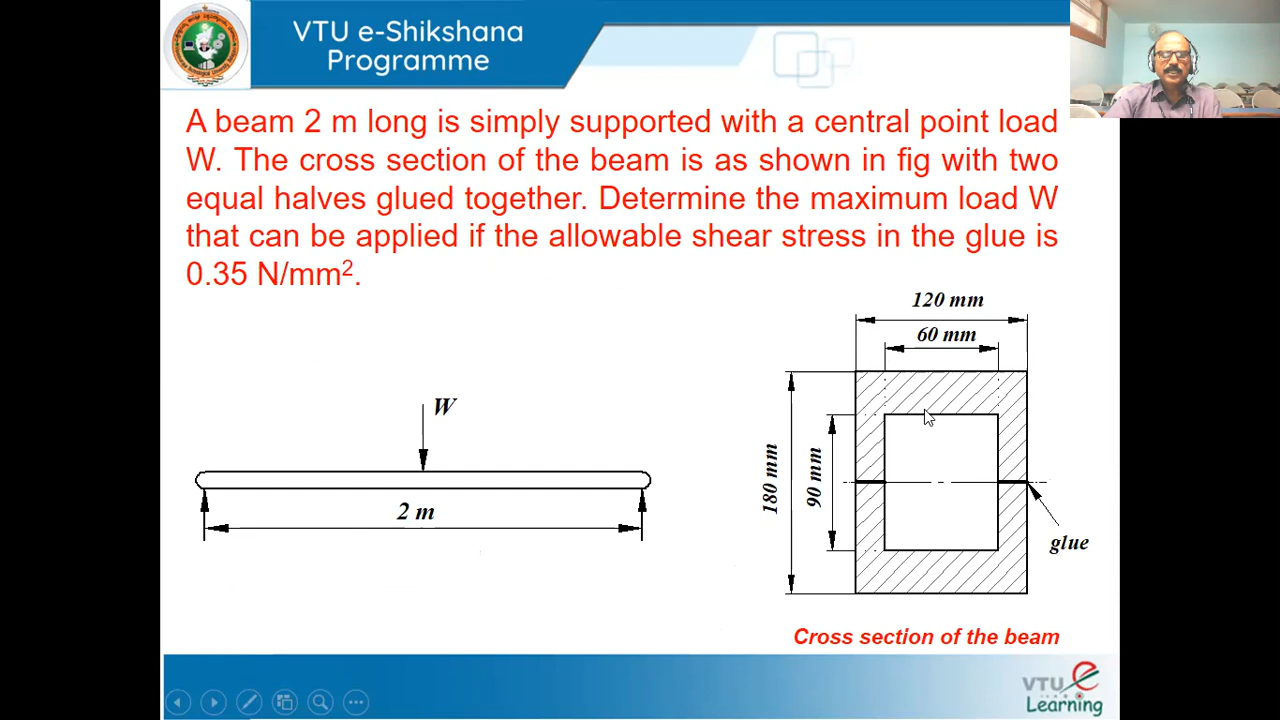 VTU e-Shikshana
Programme
A beam 2 m long is simply supported with a central point load
W. The cross section of the beam is as shown in fig with two
equal halves glued together. Determine the maximum load W
that can be applied if the allowable shear stress in the glue is
0.35 N/mm².
120 mm
60 mm
W
180 mm
90 mm
2 m
glue
Cross section of the beam
VTU e
Learning